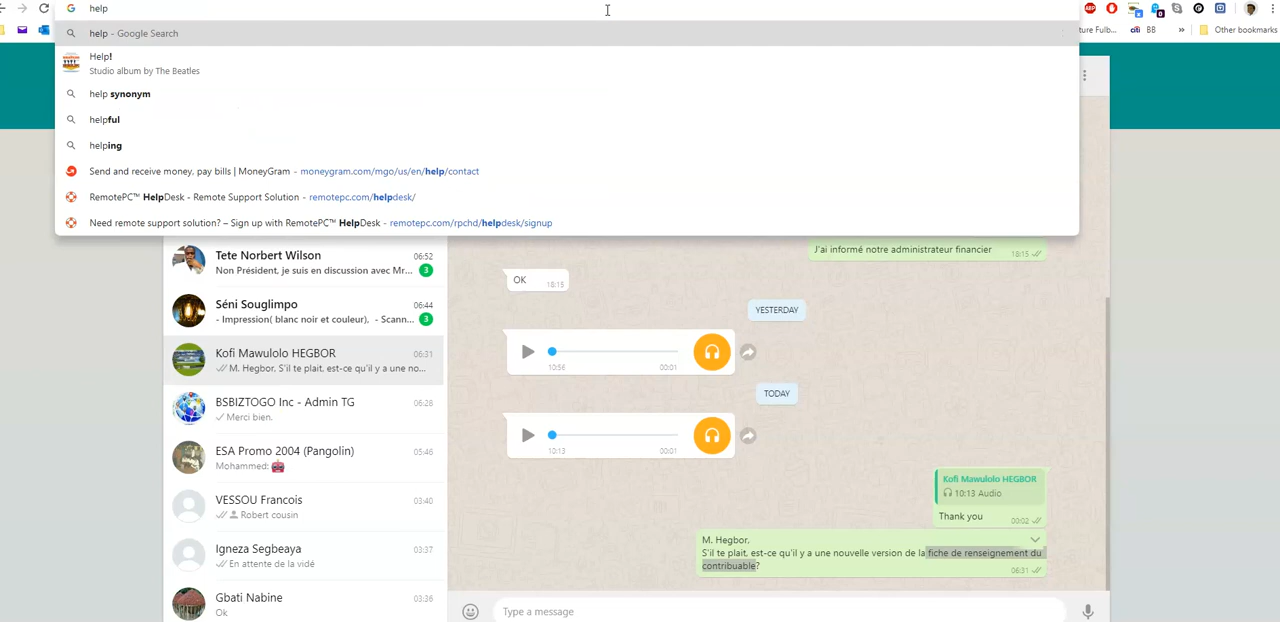 help
ture Fulb...
citi BB
»
Other bookmarks
help - Google Search
Help!
Studio album by The Beatles
help synonym
helpful
helping
Send and receive money, pay bills | MoneyGram - moneygram.com/mgo/us/en/help/contact
RemotePC™ HelpDesk - Remote Support Solution - remotepc.com/helpdesk/
Need remote support solution? – Sign up with RemotePC™ HelpDesk - remotepc.com/rpchd/helpdesk/signup
Tete Norbert Wilson 06:52
Non Président, je suis en discussion avec Mr... 3
Séni Souglimpo 06:44
- Impression( blanc noir et couleur), - Scann... 3
Kofi Mawulolo HEGBOR 06:31
M. Hegbor. S'il te plait, est-ce qu'il y a une no...
BSBIZTOGO Inc - Admin TG 06:28
Merci bien.
ESA Promo 2004 (Pangolin) 05:46
Mohammed:
VESSOU Francois 03:40
Robert cousin
Igneza Segbeaya 03:37
En attente de la vidé
Gbati Nabine 03:36
Ok
J'ai informé notre administrateur financier
18:15
OK 18:15
YESTERDAY
10:56 00:01
TODAY
10:13 00:01
Kofi Mawulolo HEGBOR
10:13 Audio
Thank you 00:02
M. Hegbor,
S'il te plait, est-ce qu'il y a une nouvelle version de la fiche de renseignement du
contribuable?
06:31
Type a message